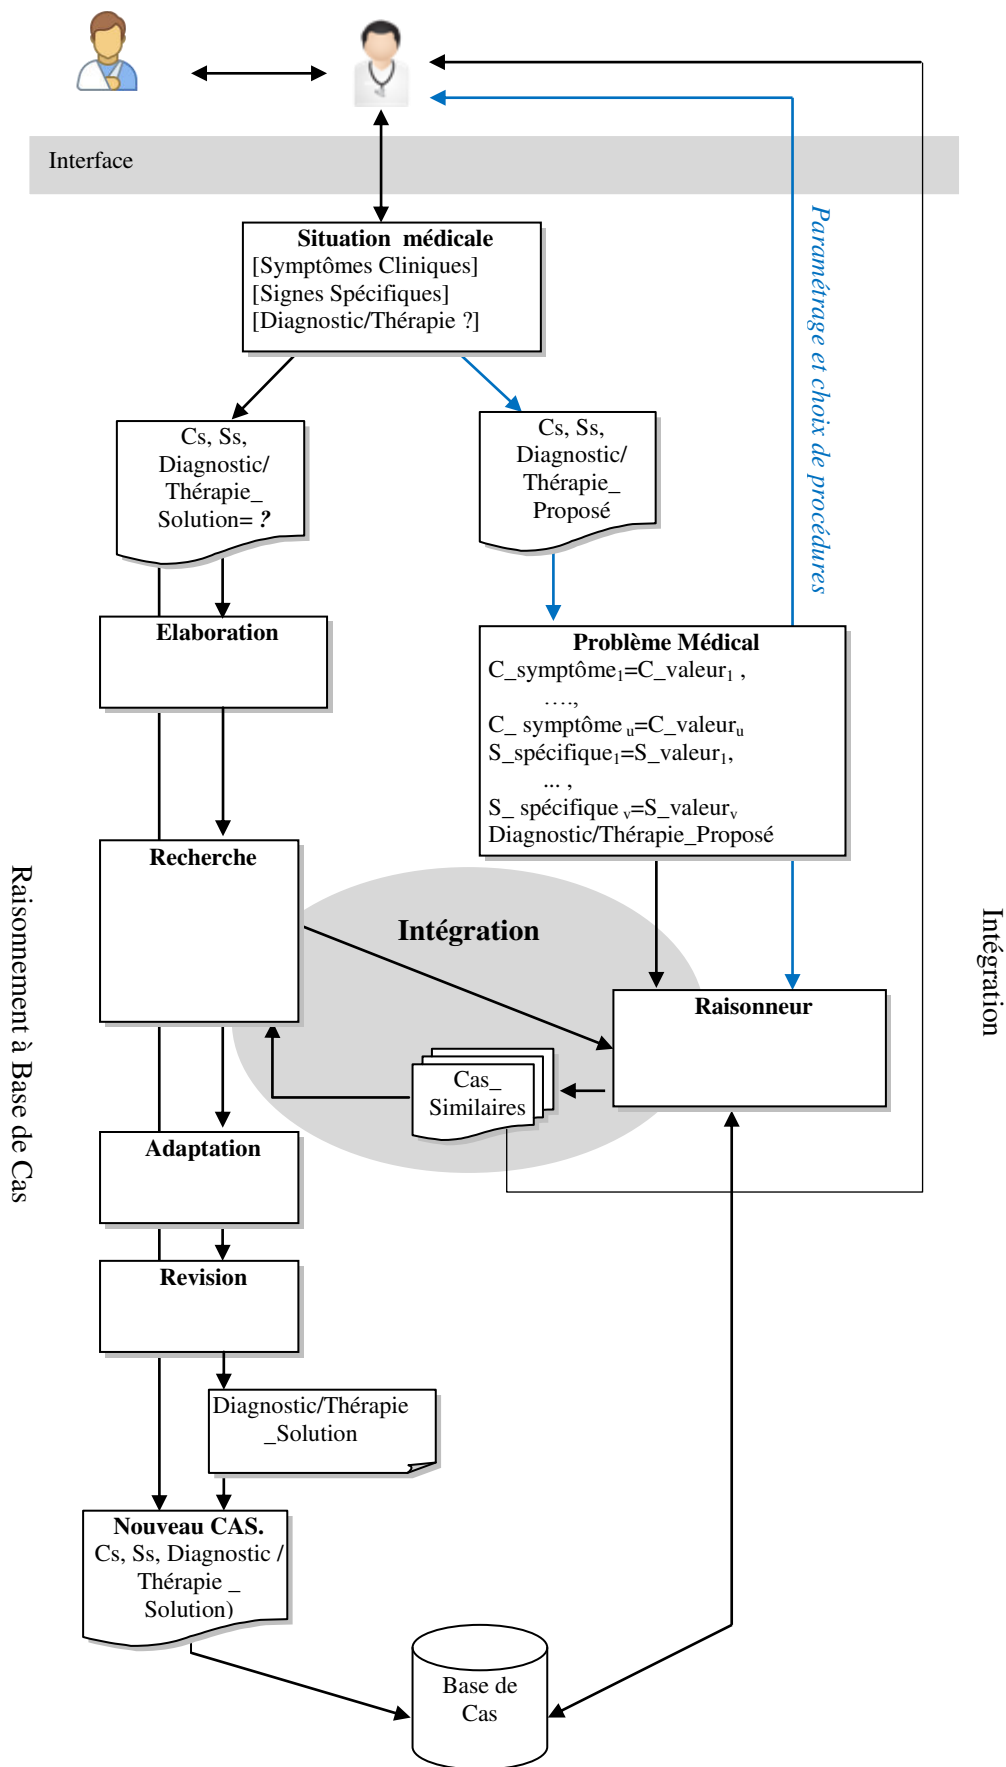 Interface
Situation médicale
[Symptômes Cliniques]
[Signes Spécifiques]
[Diagnostic/Thérapie ?]
Paramétrage et choix de procédures
Cs, Ss,
Diagnostic/
Thérapie_
Solution= ?
Cs, Ss,
Diagnostic/
Thérapie_
Proposé
Elaboration
Problème Médical
C_symptôme₁=C_valeur₁ ,
….,
C_ symptôme ᵤ=C_valeurᵤ
S_spécifique₁=S_valeur₁,
... ,
S_ spécifique ᵥ=S_valeurᵥ
Diagnostic/Thérapie_Proposé
Recherche
Raisonnement à Base de Cas
Intégration
Intégration
Raisonneur
Cas_
Similaires
Adaptation
Revision
Diagnostic/Thérapie
_Solution
Nouveau CAS.
Cs, Ss, Diagnostic /
Thérapie _
Solution)
Base de
Cas